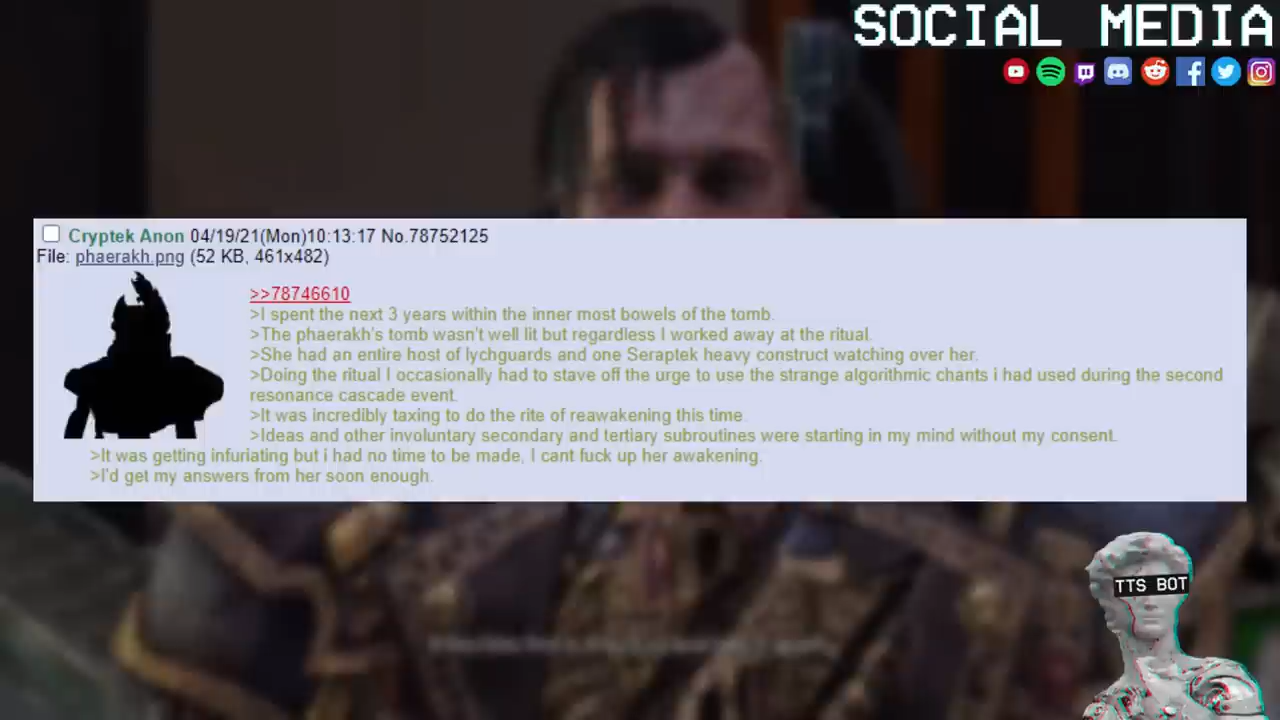 SOCIAL MEDIA
Cryptek Anon 04/19/21(Mon)10:13:17 No.78752125
File: phaerakh.png (52 KB, 461x482)
>>78746610
>I spent the next 3 years within the inner most bowels of the tomb.
>The phaerakh's tomb wasn't well lit but regardless I worked away at the ritual.
>She had an entire host of lychguards and one Seraptek heavy construct watching over her.
>Doing the ritual I occasionally had to stave off the urge to use the strange algorithmic chants i had used during the second
resonance cascade event.
>It was incredibly taxing to do the rite of reawakening this time.
>Ideas and other involuntary secondary and tertiary subroutines were starting in my mind without my consent.
>It was getting infuriating but i had no time to be made, I cant fuck up her awakening.
>I'd get my answers from her soon enough.
TTS BOT